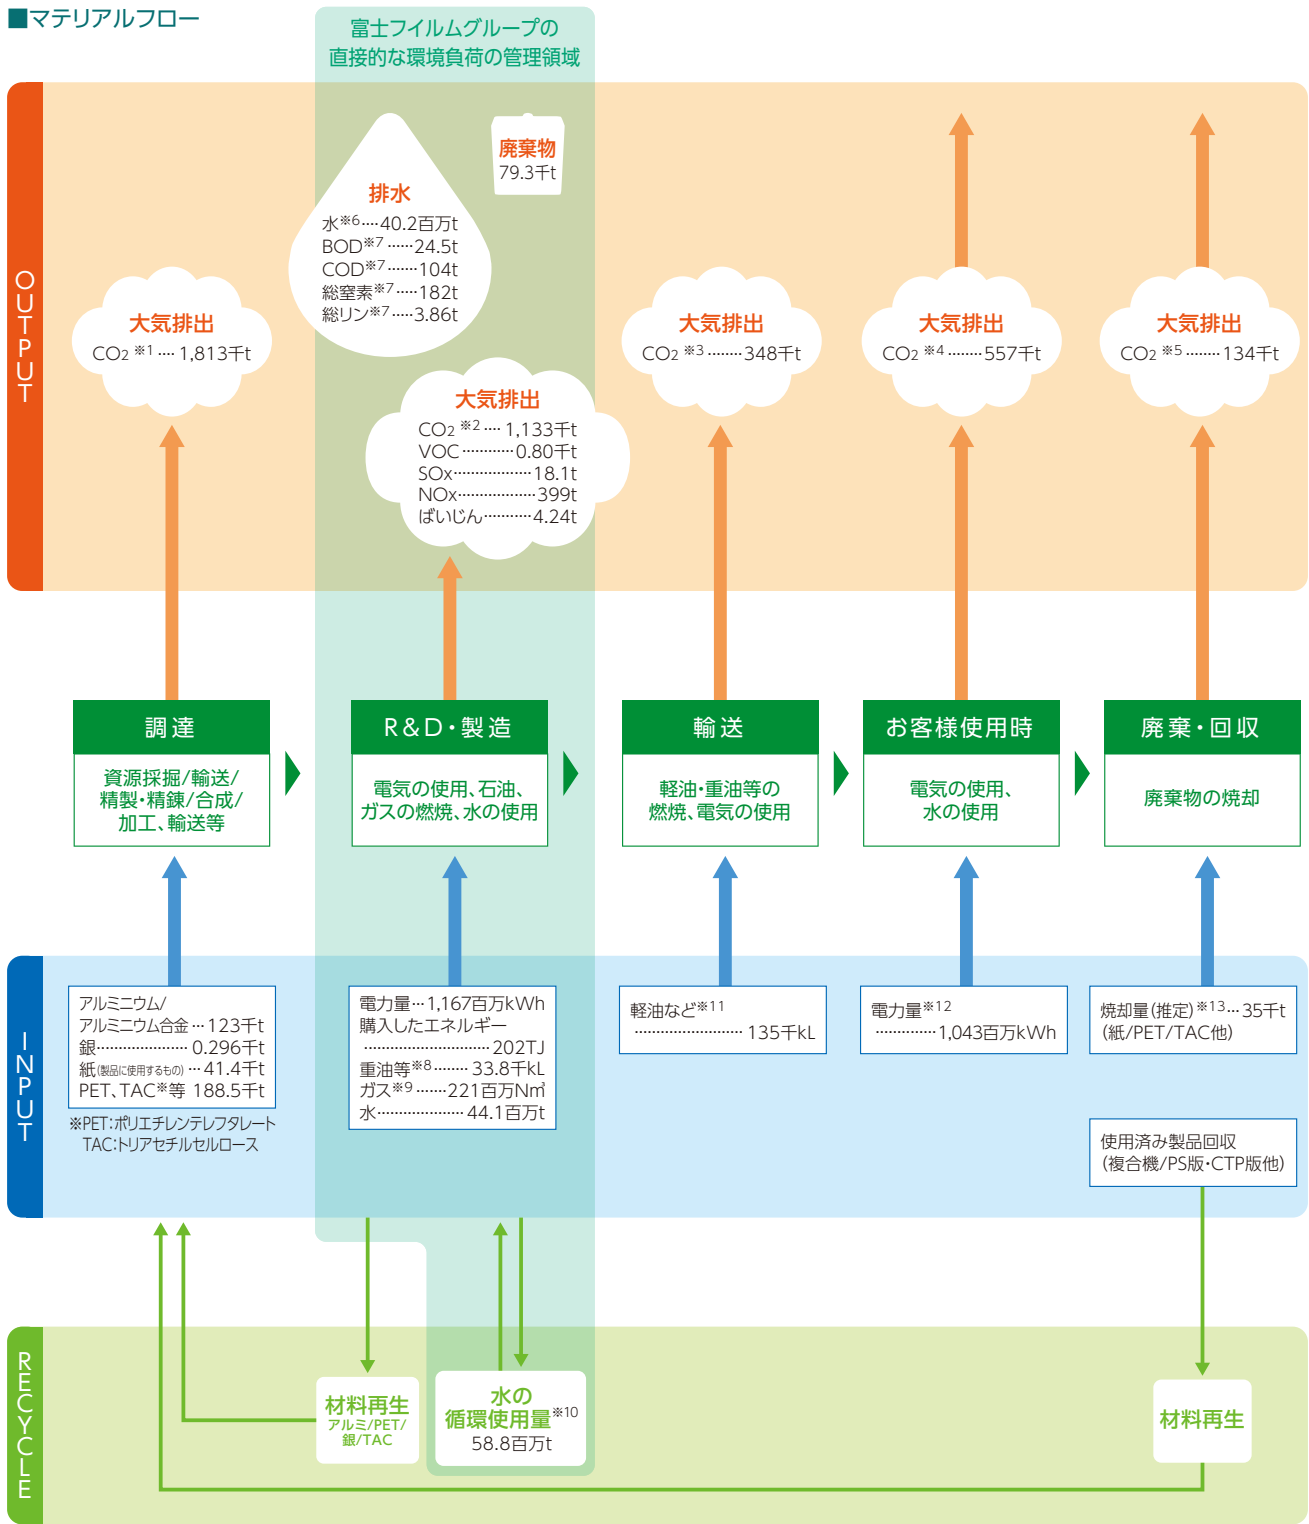 ■マテリアルフロー
富士フイルムグループの
直接的な環境負荷の管理領域
OUTPUT
廃棄物
79.3千t
排水
水※6····40.2百万t
BOD※7 ······24.5t
COD※7 ·······104t
総窒素※7 ·····182t
総リン※7 ·····3.86t
大気排出
CO2 ※1 ···· 1,813千t
大気排出
CO2 ※2 ···· 1,133千t
VOC ············0.80千t
SOx··················18.1t
NOx··················399t
ばいじん···········4.24t
大気排出
CO2 ※3 ········348千t
大気排出
CO2 ※4 ········557千t
大気排出
CO2 ※5 ········134千t
調達
資源採掘/輸送/
精製・精錬/合成/
加工、輸送等
R&D・製造
電気の使用、石油、
ガスの燃焼、水の使用
輸送
軽油・重油等の
燃焼、電気の使用
お客様使用時
電気の使用、
水の使用
廃棄・回収
廃棄物の焼却
INPUT
アルミニウム/
アルミニウム合金 ···123千t
銀····················· 0.296千t
紙(製品に使用するもの) ···41.4千t
PET、TAC※等 188.5千t
※PET:ポリエチレンテレフタレート
TAC:トリアセチルセルロース
電力量···1,167百万kWh
購入したエネルギー
·····························202TJ
重油等※8········ 33.8千kL
ガス※9 ·······221百万N㎥
水···················· 44.1百万t
軽油など※11
························· 135千kL
電力量※12
··············1,043百万kWh
焼却量(推定)※13···35千t
(紙/PET/TAC他)
使用済み製品回収
(複合機/PS版・CTP版他)
RECYCLE
材料再生
アルミ/PET/
銀/TAC
水の
循環使用量※10
58.8百万t
材料再生